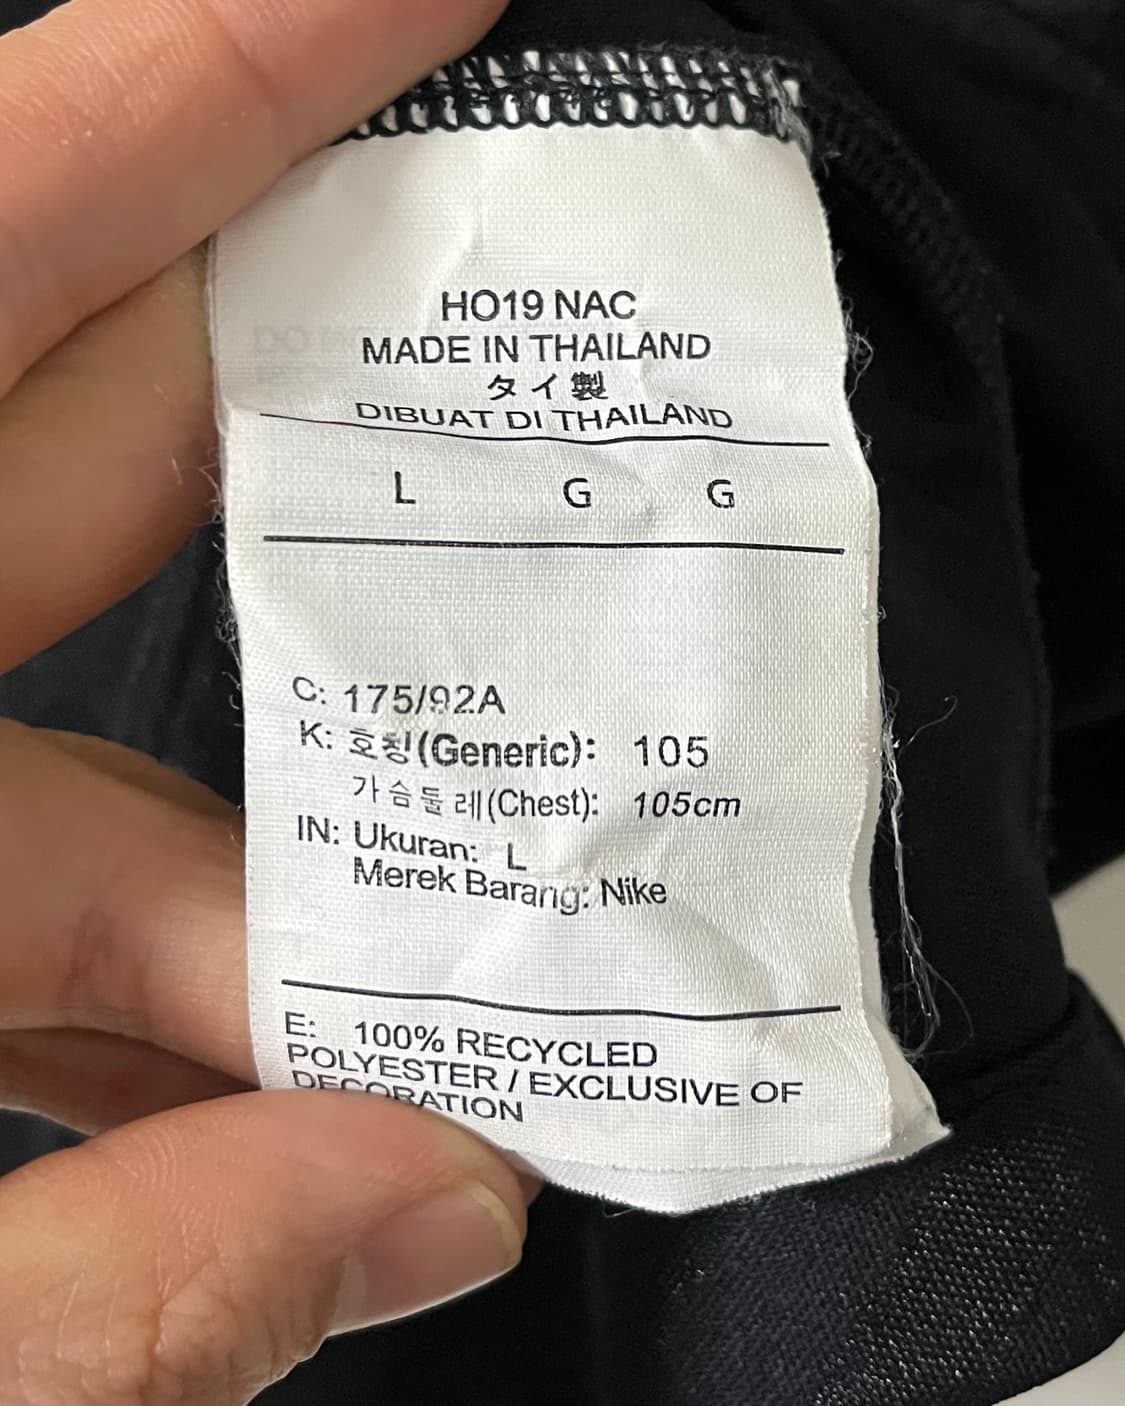 HO19 NAC
MADE IN THAILAND
タイ製
DIBUAT DI THAILAND
L G G
C: 175/92A
K: 호칭(Generic): 105
가슴둘레(Chest): 105cm
IN: Ukuran: L
Merek Barang: Nike
E: 100% RECYCLED
POLYESTER / EXCLUSIVE OF
DECORATION